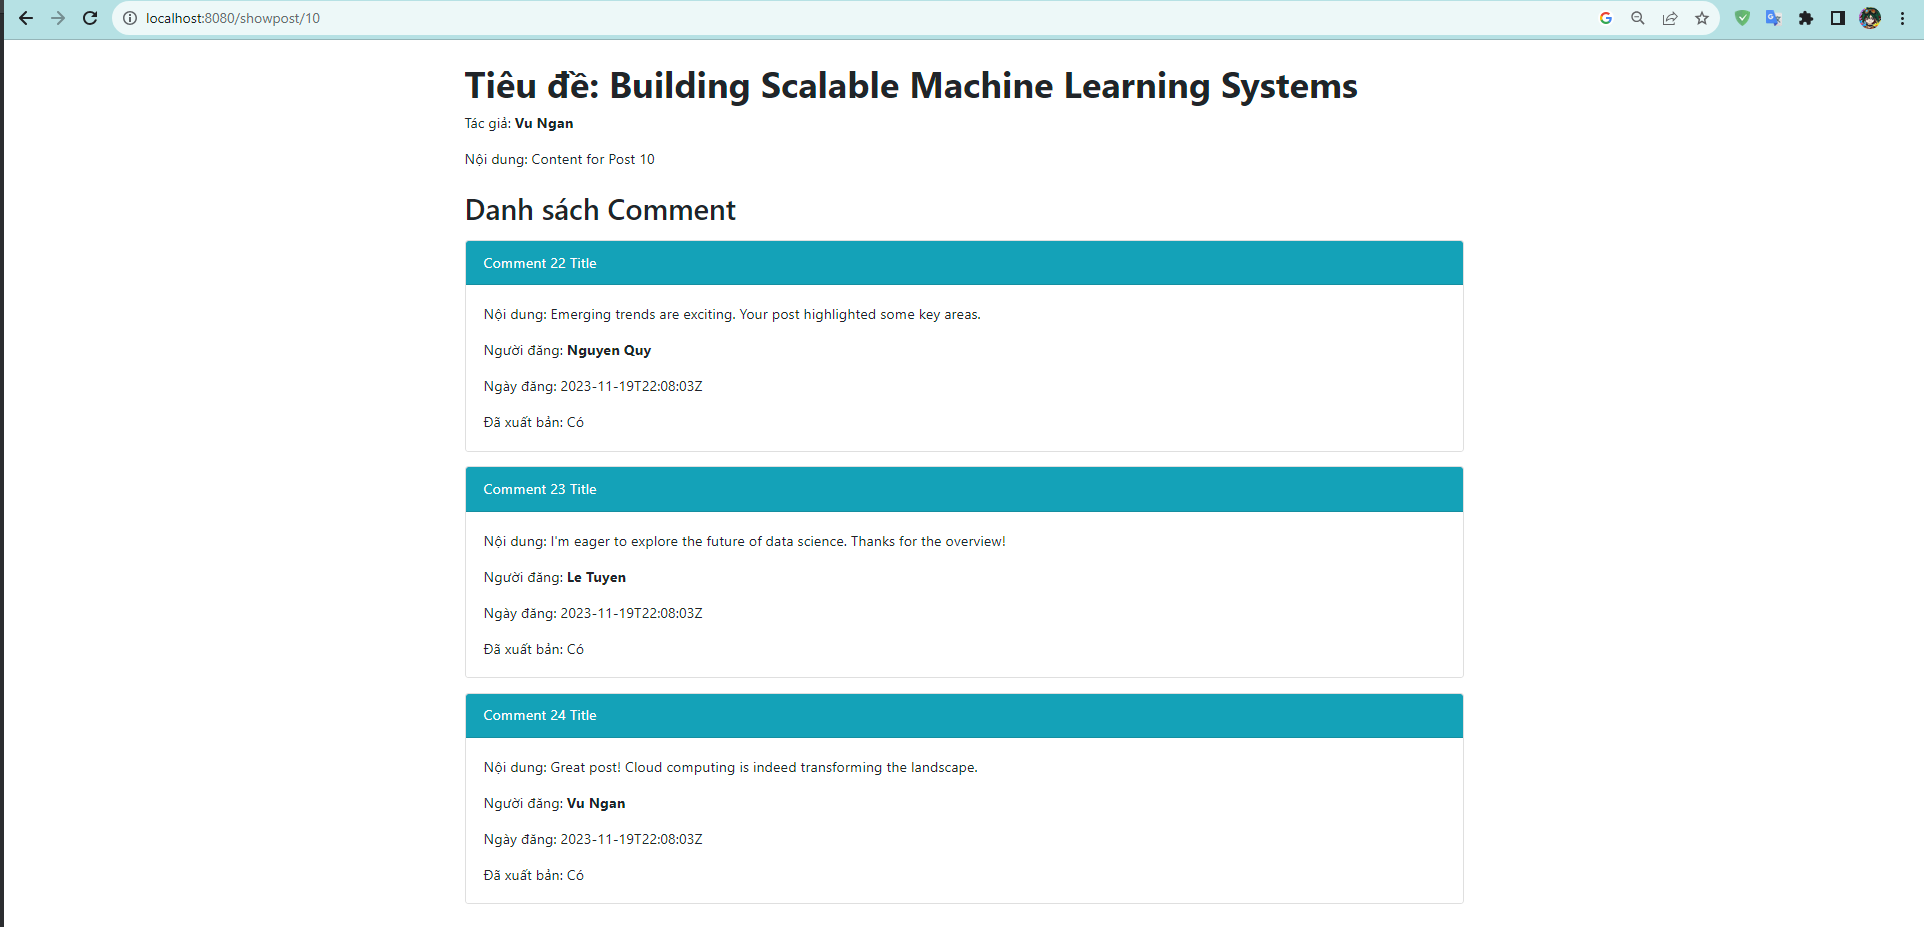 localhost:8080/showpost/10
Tiêu đề: Building Scalable Machine Learning Systems
Tác giả: Vu Ngan
Nội dung: Content for Post 10
Danh sách Comment
Comment 22 Title
Nội dung: Emerging trends are exciting. Your post highlighted some key areas.
Người đăng: Nguyen Quy
Ngày đăng: 2023-11-19T22:08:03Z
Đã xuất bản: Có
Comment 23 Title
Nội dung: I'm eager to explore the future of data science. Thanks for the overview!
Người đăng: Le Tuyen
Ngày đăng: 2023-11-19T22:08:03Z
Đã xuất bản: Có
Comment 24 Title
Nội dung: Great post! Cloud computing is indeed transforming the landscape.
Người đăng: Vu Ngan
Ngày đăng: 2023-11-19T22:08:03Z
Đã xuất bản: Có